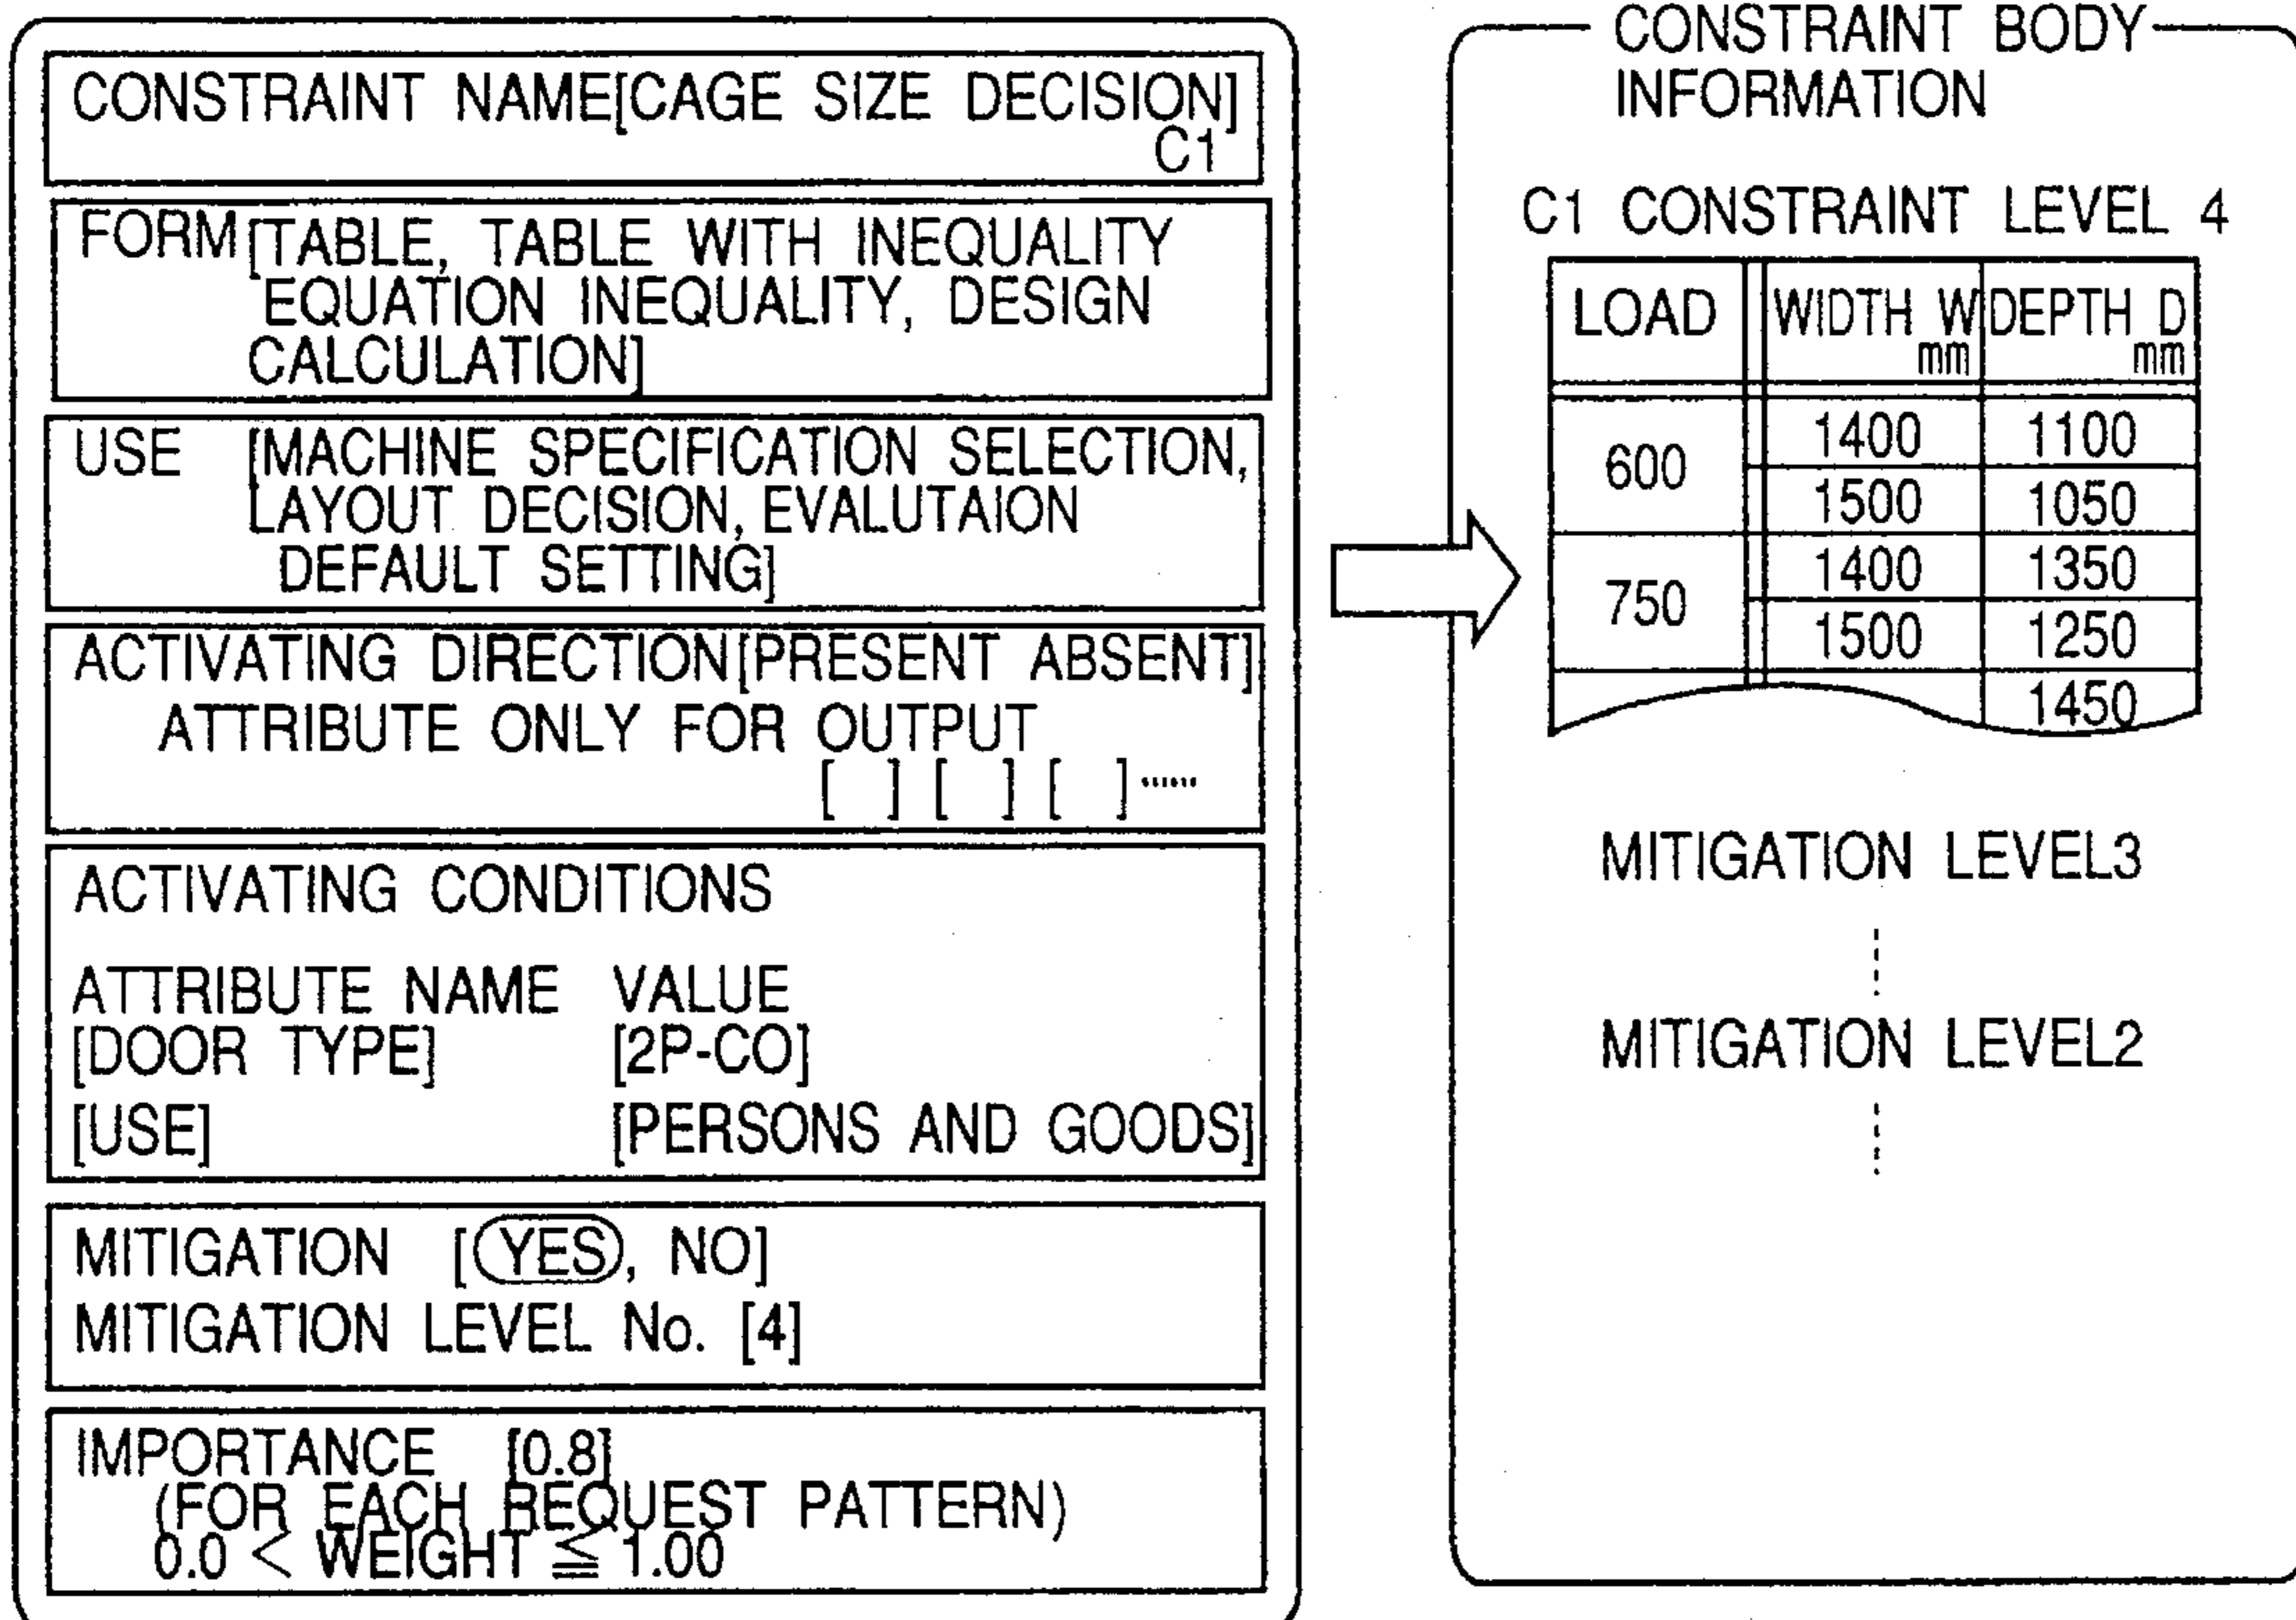 CONSTRAINT NAME[CAGE SIZE DECISION]
C1
FORM[TABLE, TABLE WITH INEQUALITY
EQUATION INEQUALITY, DESIGN
CALCULATION]
USE [MACHINE SPECIFICATION SELECTION,
LAYOUT DECISION, EVALUTAION
DEFAULT SETTING]
ACTIVATING DIRECTION[PRESENT ABSENT]
ATTRIBUTE ONLY FOR OUTPUT
[ ] [ ] [ ]······
ACTIVATING CONDITIONS
ATTRIBUTE NAME VALUE
[DOOR TYPE] [2P-CO]
[USE] [PERSONS AND GOODS]
MITIGATION [YES, NO]
MITIGATION LEVEL No. [4]
IMPORTANCE [0.8]
(FOR EACH REQUEST PATTERN)
0.0 < WEIGHT ≦ 1.00
CONSTRAINT BODY
INFORMATION
C1 CONSTRAINT LEVEL 4
LOAD WIDTH W DEPTH D
mm mm
600 1400 1100
1500 1050
750 1400 1350
1500 1250
1450
MITIGATION LEVEL3
MITIGATION LEVEL2